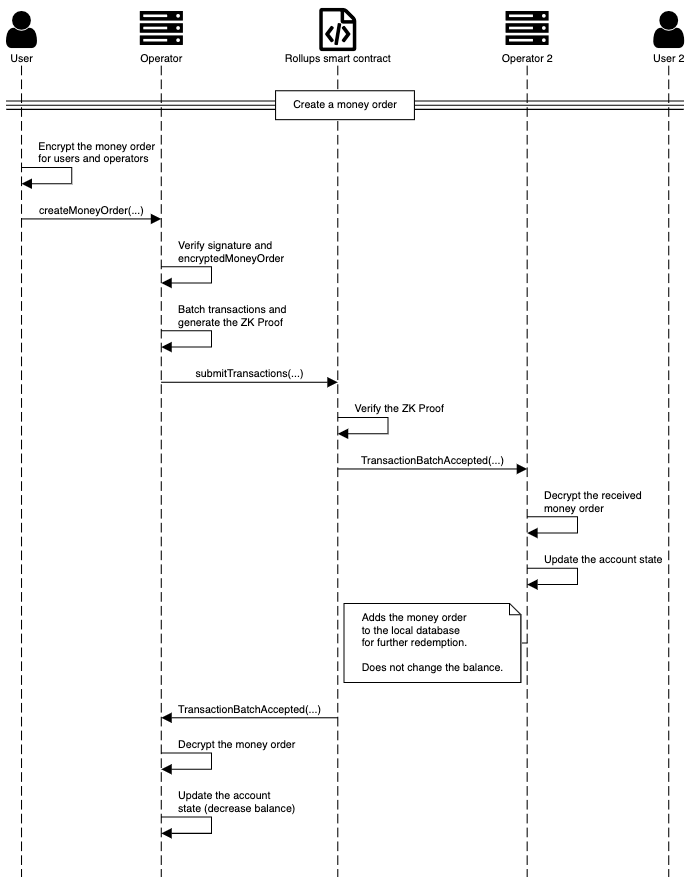 User
Operator
Rollups smart contract
Operator 2
User 2
Create a money order
Encrypt the money order
for users and operators
createMoneyOrder(...)
Verify signature and
encryptedMoneyOrder
Batch transactions and
generate the ZK Proof
submitTransactions(...)
Verify the ZK Proof
TransactionBatchAccepted(...)
Decrypt the received
money order
Update the account state
Adds the money order
to the local database
for further redemption.
Does not change the balance.
TransactionBatchAccepted(...)
Decrypt the money order
Update the account
state (decrease balance)